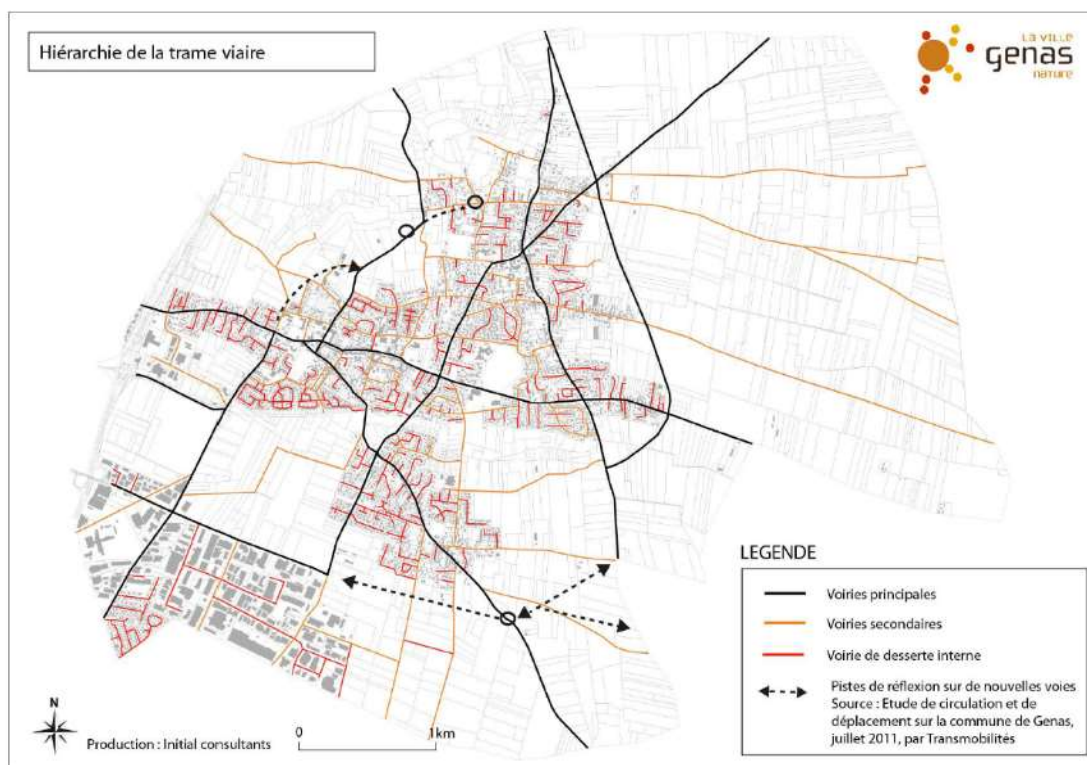 Hiérarchie de la trame viaire
LA VILLE
genas
nature
LEGENDE
Voiries principales
Voiries secondaires
Voirie de desserte interne
Pistes de réflexion sur de nouvelles voies
Source : Etude de circulation et de
déplacement sur la commune de Genas,
juillet 2011, par Transmobilités
N
Production : Initial consultants
0 1km